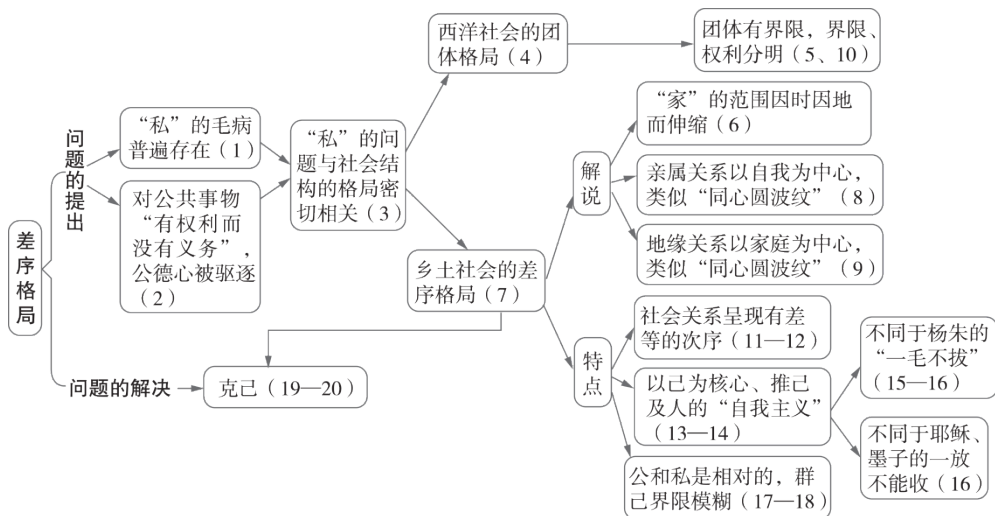 差序格局
问题的提出
“私”的毛病
普遍存在（1）
对公共事物
“有权利而
没有义务”，
公德心被驱逐
（2）
“私”的问
题与社会结
构的格局密
切相关（3）
西洋社会的团
体格局（4）
团体有界限，界限、
权利分明（5、10）
乡土社会的差
序格局（7）
解说
“家”的范围因时因地
而伸缩（6）
亲属关系以自我为中心，
类似“同心圆波纹”（8）
地缘关系以家庭为中心，
类似“同心圆波纹”（9）
特点
社会关系呈现有差
等的次序（11—12）
以己为核心、推己
及人的“自我主义”
（13—14）
不同于杨朱的
“一毛不拔”
（15—16）
不同于耶稣、
墨子的一放
不能收（16）
公和私是相对的，群
己界限模糊（17—18）
问题的解决
克己（19—20）